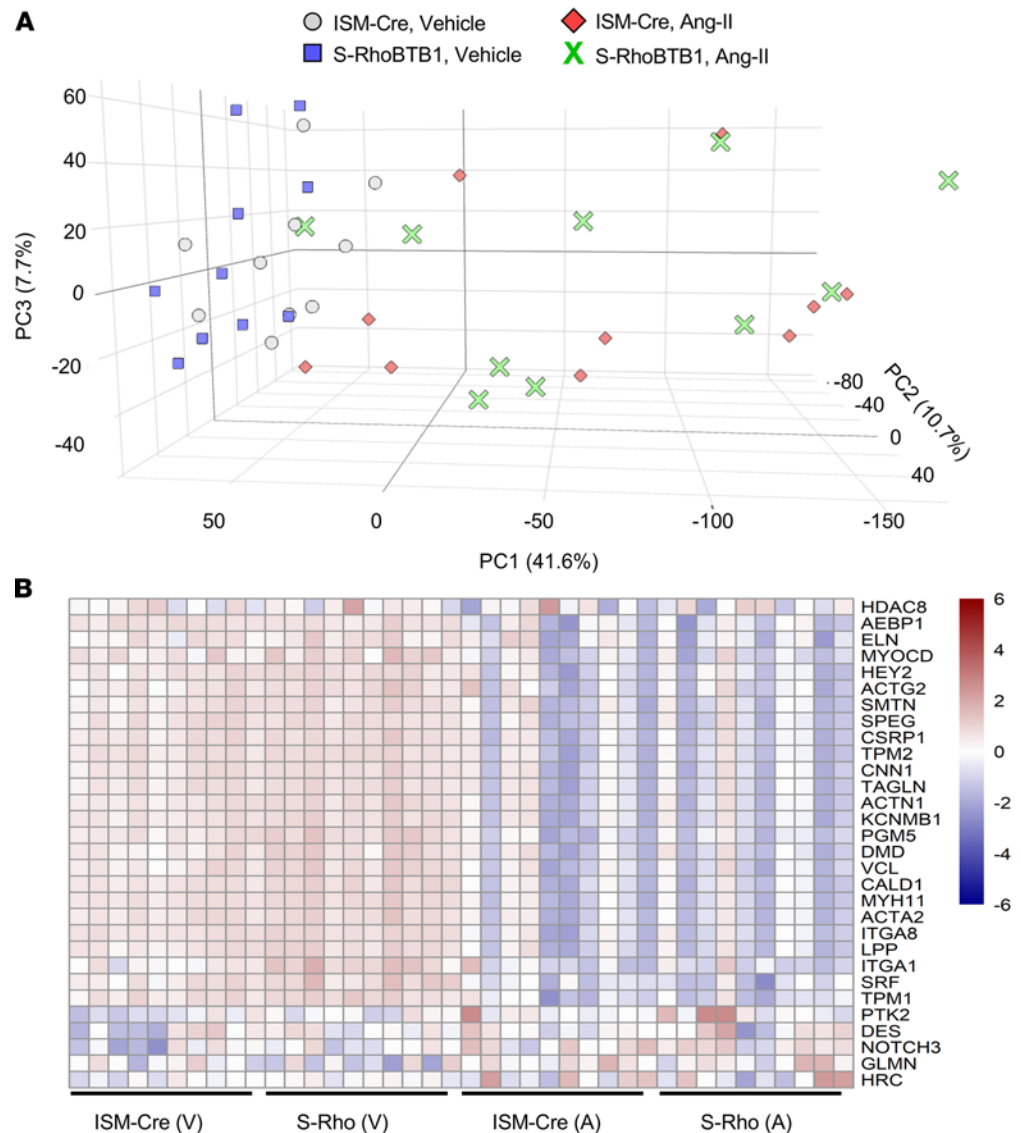 A
ISM-Cre, Vehicle
ISM-Cre, Ang-II
S-RhoBTB1, Vehicle
S-RhoBTB1, Ang-II
60
40
20
0
-20
-40
PC3 (7.7%)
-80
-40
0
40
PC2 (10.7%)
50
0
-50
-100
-150
PC1 (41.6%)
B
HDAC8
AEBP1
ELN
MYOCD
HEY2
ACTG2
SMTN
SPEG
CSRP1
TPM2
CNN1
TAGLN
ACTN1
KCNMB1
PGM5
DMD
VCL
CALD1
MYH11
ACTA2
ITGA8
LPP
ITGA1
SRF
TPM1
PTK2
DES
NOTCH3
GLMN
HRC
6
4
2
0
-2
-4
-6
ISM-Cre (V)
S-Rho (V)
ISM-Cre (A)
S-Rho (A)